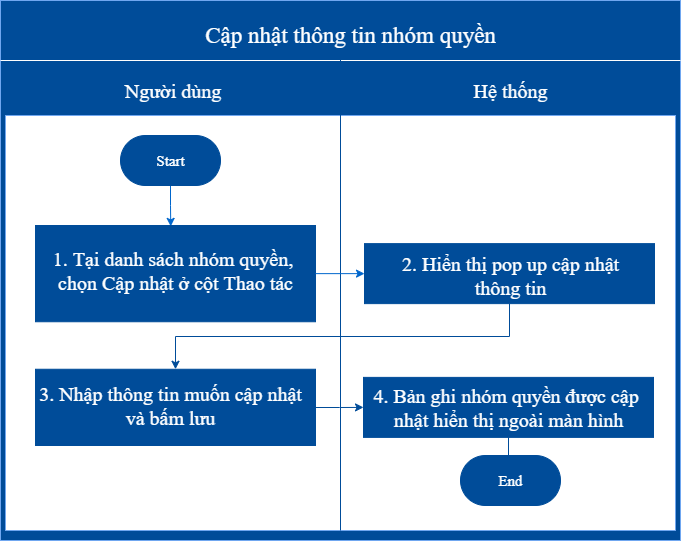 Cập nhật thông tin nhóm quyền
Người dùng
Hệ thống
Start
1. Tại danh sách nhóm quyền,
chọn Cập nhật ở cột Thao tác
2. Hiển thị pop up cập nhật
thông tin
3. Nhập thông tin muốn cập nhật
và bấm lưu
4. Bản ghi nhóm quyền được cập
nhật hiển thị ngoài màn hình
End